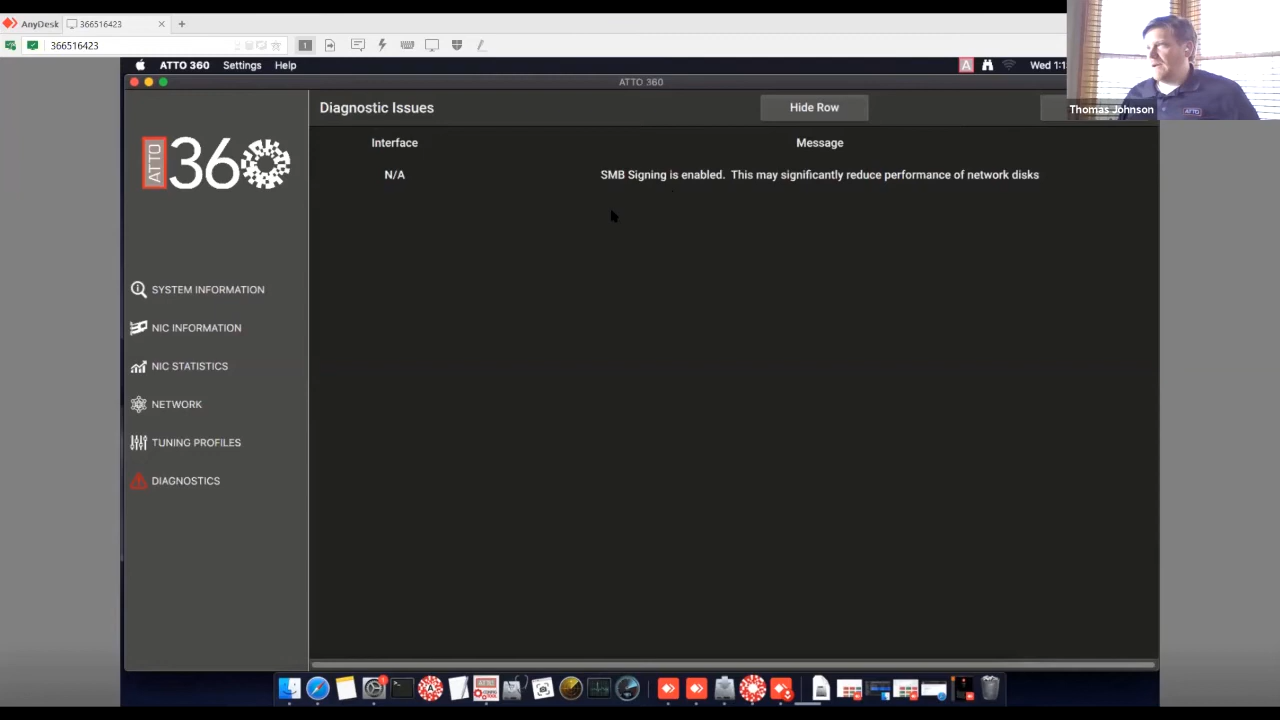 AnyDesk
366516423
366516423
1
ATTO 360
Settings
Help
A
Wed 1:1
ATTO 360
Thomas Johnson
ATTO
Diagnostic Issues
Hide Row
ATTO
360
Interface
Message
N/A
SMB Signing is enabled. This may significantly reduce performance of network disks
SYSTEM INFORMATION
NIC INFORMATION
NIC STATISTICS
NETWORK
TUNING PROFILES
DIAGNOSTICS